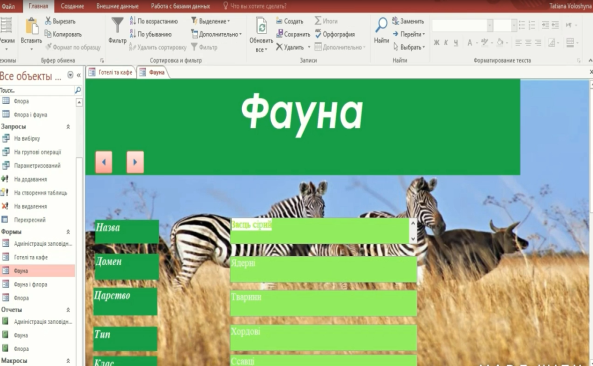 Файл Главная Создание Внешние данные Работа с базами данных Что вы хотите сделать? Tatiana Voloshyna
Режим Вставить Вырезать Копировать Формат по образцу
Фильтр По возрастанию По убыванию Удалить сортировку Выделение Дополнительно Фильтр
Обновить все Создать Сохранить Удалить Итоги Орфография Дополнительно
Найти Заменить Перейти Выбрать
Ж К Ч
Режимы Буфер обмена Сортировка и фильтр Записи Найти Форматирование текста
Все объекты ...
Поиск...
Флора
Флора і фауна
Запросы
На вибірку
На групові операції
Параметризований
На додавання
На створення таблиць
На видалення
Перехресний
Формы
Адміністрація заповідн...
Готелі та кафе
Фауна
Фауна і флора
Флора
Отчеты
Адміністрація заповідн...
Фауна
Флора
Макросы
Готелі та кафе Фауна
Фауна
Назва
Домен Ядерні
Царство Тварини
Тип Хордові
Клас Ссавці